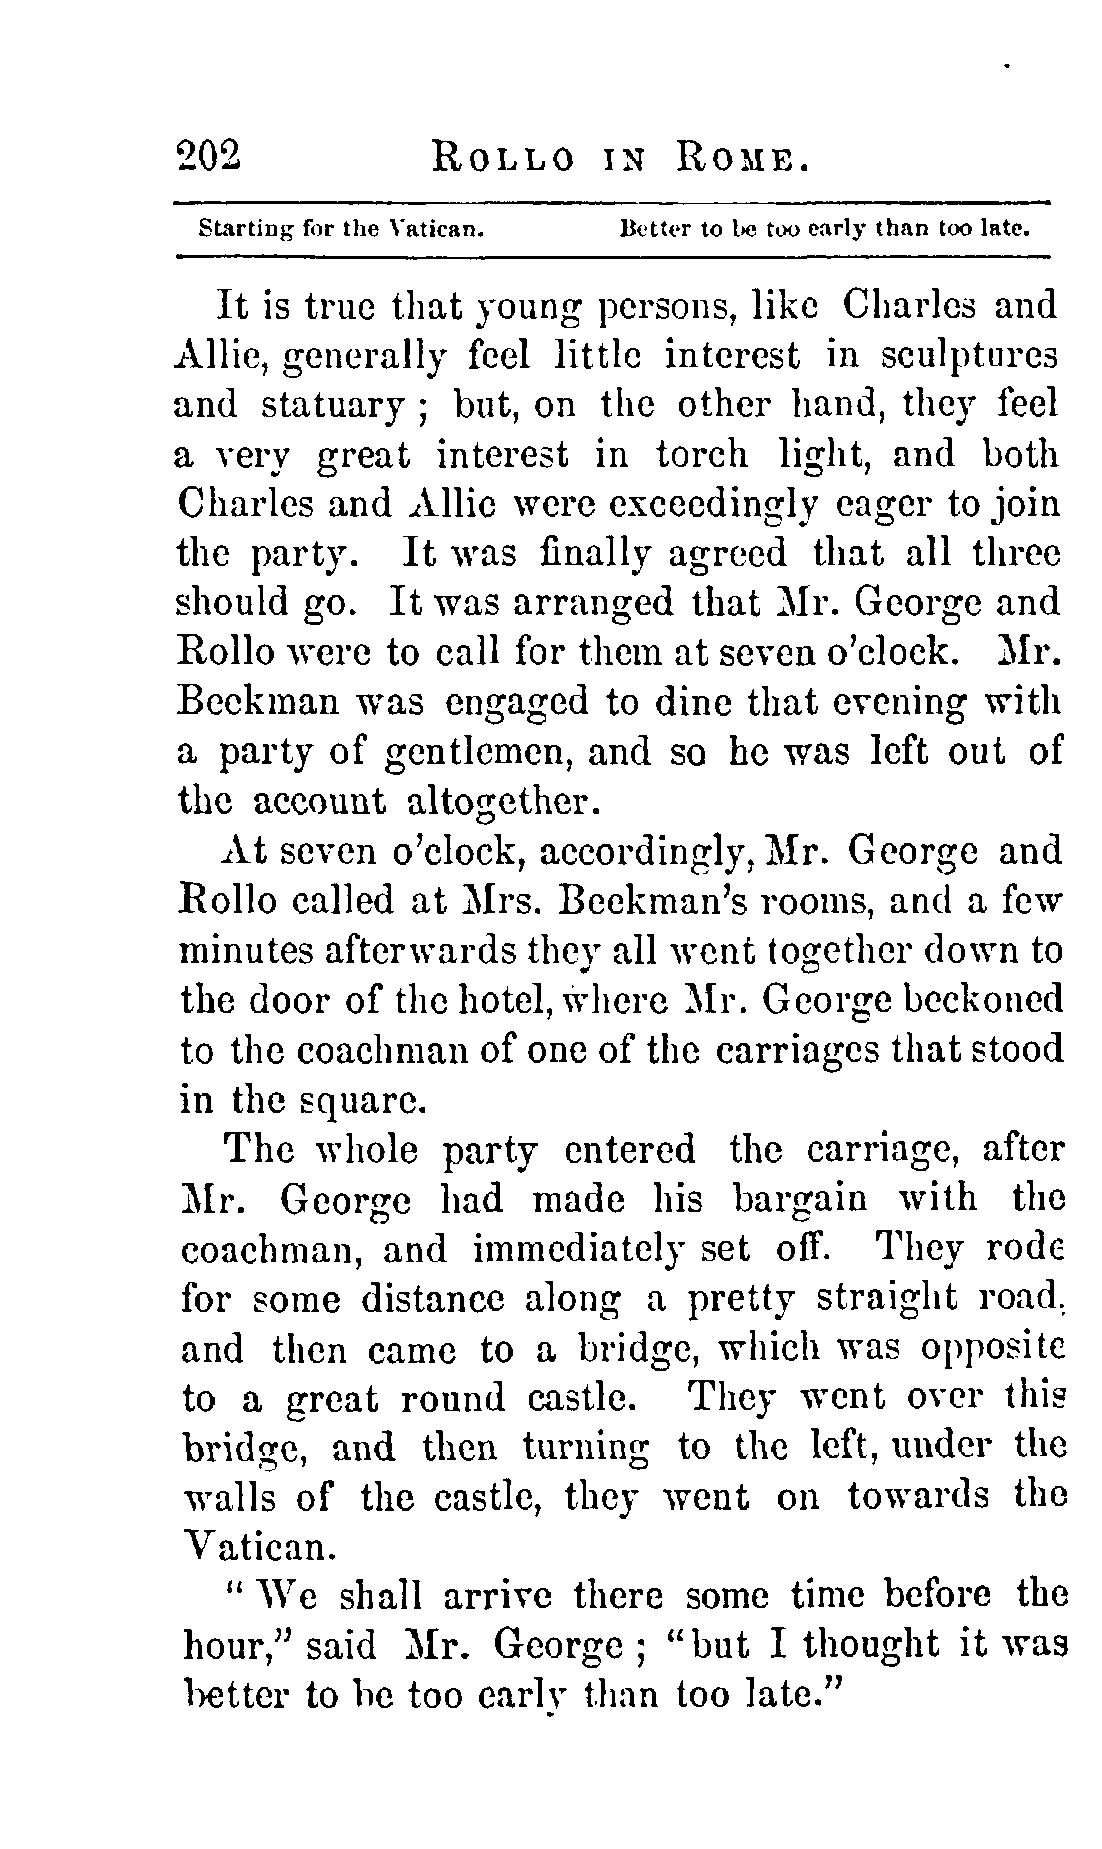 202 ROLLO IN ROME.
Starting for the Vatican. Better to be too early than too late.
It is true that young persons, like Charles and
Allie, generally feel little interest in sculptures
and statuary ; but, on the other hand, they feel
a very great interest in torch light, and both
Charles and Allie were exceedingly eager to join
the party. It was finally agreed that all three
should go. It was arranged that Mr. George and
Rollo were to call for them at seven o'clock. Mr.
Beekman was engaged to dine that evening with
a party of gentlemen, and so he was left out of
the account altogether.
At seven o'clock, accordingly, Mr. George and
Rollo called at Mrs. Beekman's rooms, and a few
minutes afterwards they all went together down to
the door of the hotel, where Mr. George beckoned
to the coachman of one of the carriages that stood
in the square.
The whole party entered the carriage, after
Mr. George had made his bargain with the
coachman, and immediately set off. They rode
for some distance along a pretty straight road,
and then came to a bridge, which was opposite
to a great round castle. They went over this
bridge, and then turning to the left, under the
walls of the castle, they went on towards the
Vatican.
"We shall arrive there some time before the
hour," said Mr. George ; "but I thought it was
better to be too early than too late."